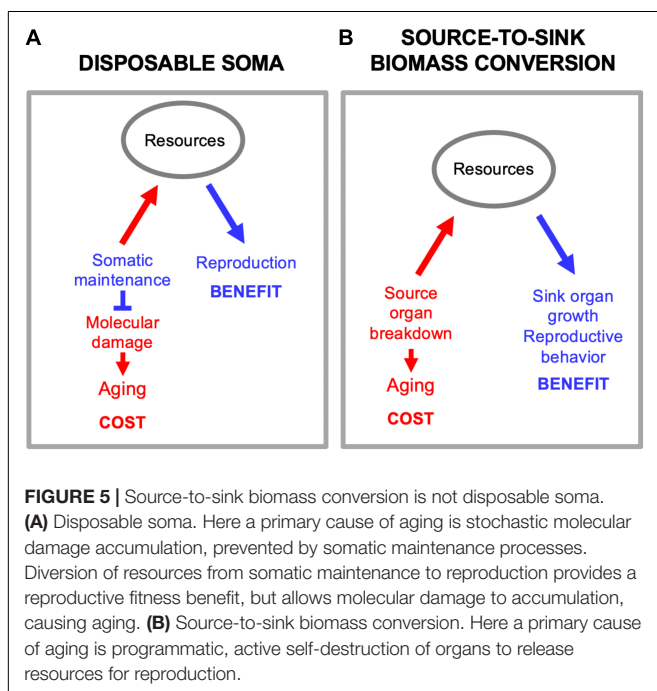 A
DISPOSABLE SOMA
Resources
Somatic
maintenance
Molecular
damage
Aging
COST
Reproduction
BENEFIT
B
SOURCE-TO-SINK
BIOMASS CONVERSION
Resources
Source
organ
breakdown
Aging
COST
Sink organ
growth
Reproductive
behavior
BENEFIT
FIGURE 5 | Source-to-sink biomass conversion is not disposable soma.
(A) Disposable soma. Here a primary cause of aging is stochastic molecular
damage accumulation, prevented by somatic maintenance processes.
Diversion of resources from somatic maintenance to reproduction provides a
reproductive fitness benefit, but allows molecular damage to accumulation,
causing aging. (B) Source-to-sink biomass conversion. Here a primary cause
of aging is programmatic, active self-destruction of organs to release
resources for reproduction.